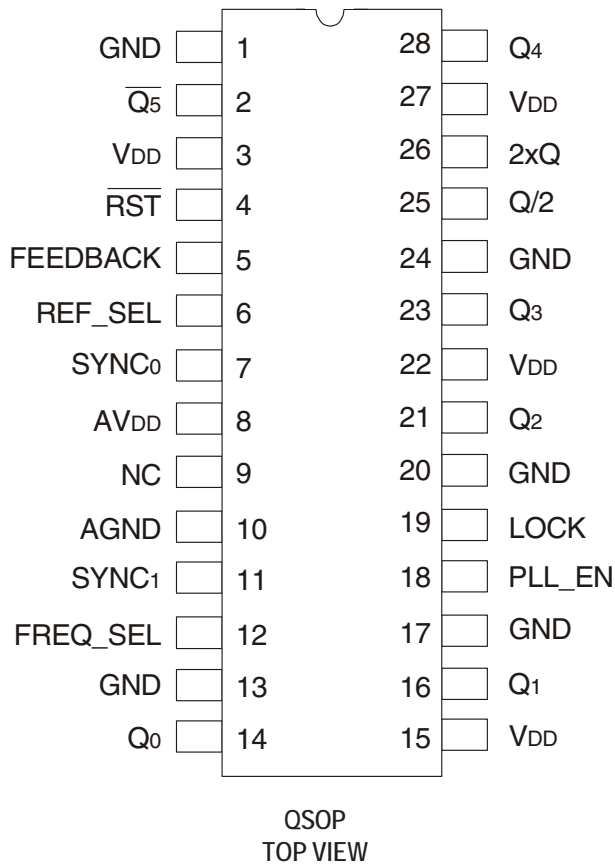 GND 1 28 Q4
Q̅5̅ 2 27 VDD
VDD 3 26 2xQ
R̅S̅T̅ 4 25 Q/2
FEEDBACK 5 24 GND
REF_SEL 6 23 Q3
SYNC0 7 22 VDD
AVDD 8 21 Q2
NC 9 20 GND
AGND 10 19 LOCK
SYNC1 11 18 PLL_EN
FREQ_SEL 12 17 GND
GND 13 16 Q1
Q0 14 15 VDD
QSOP
TOP VIEW